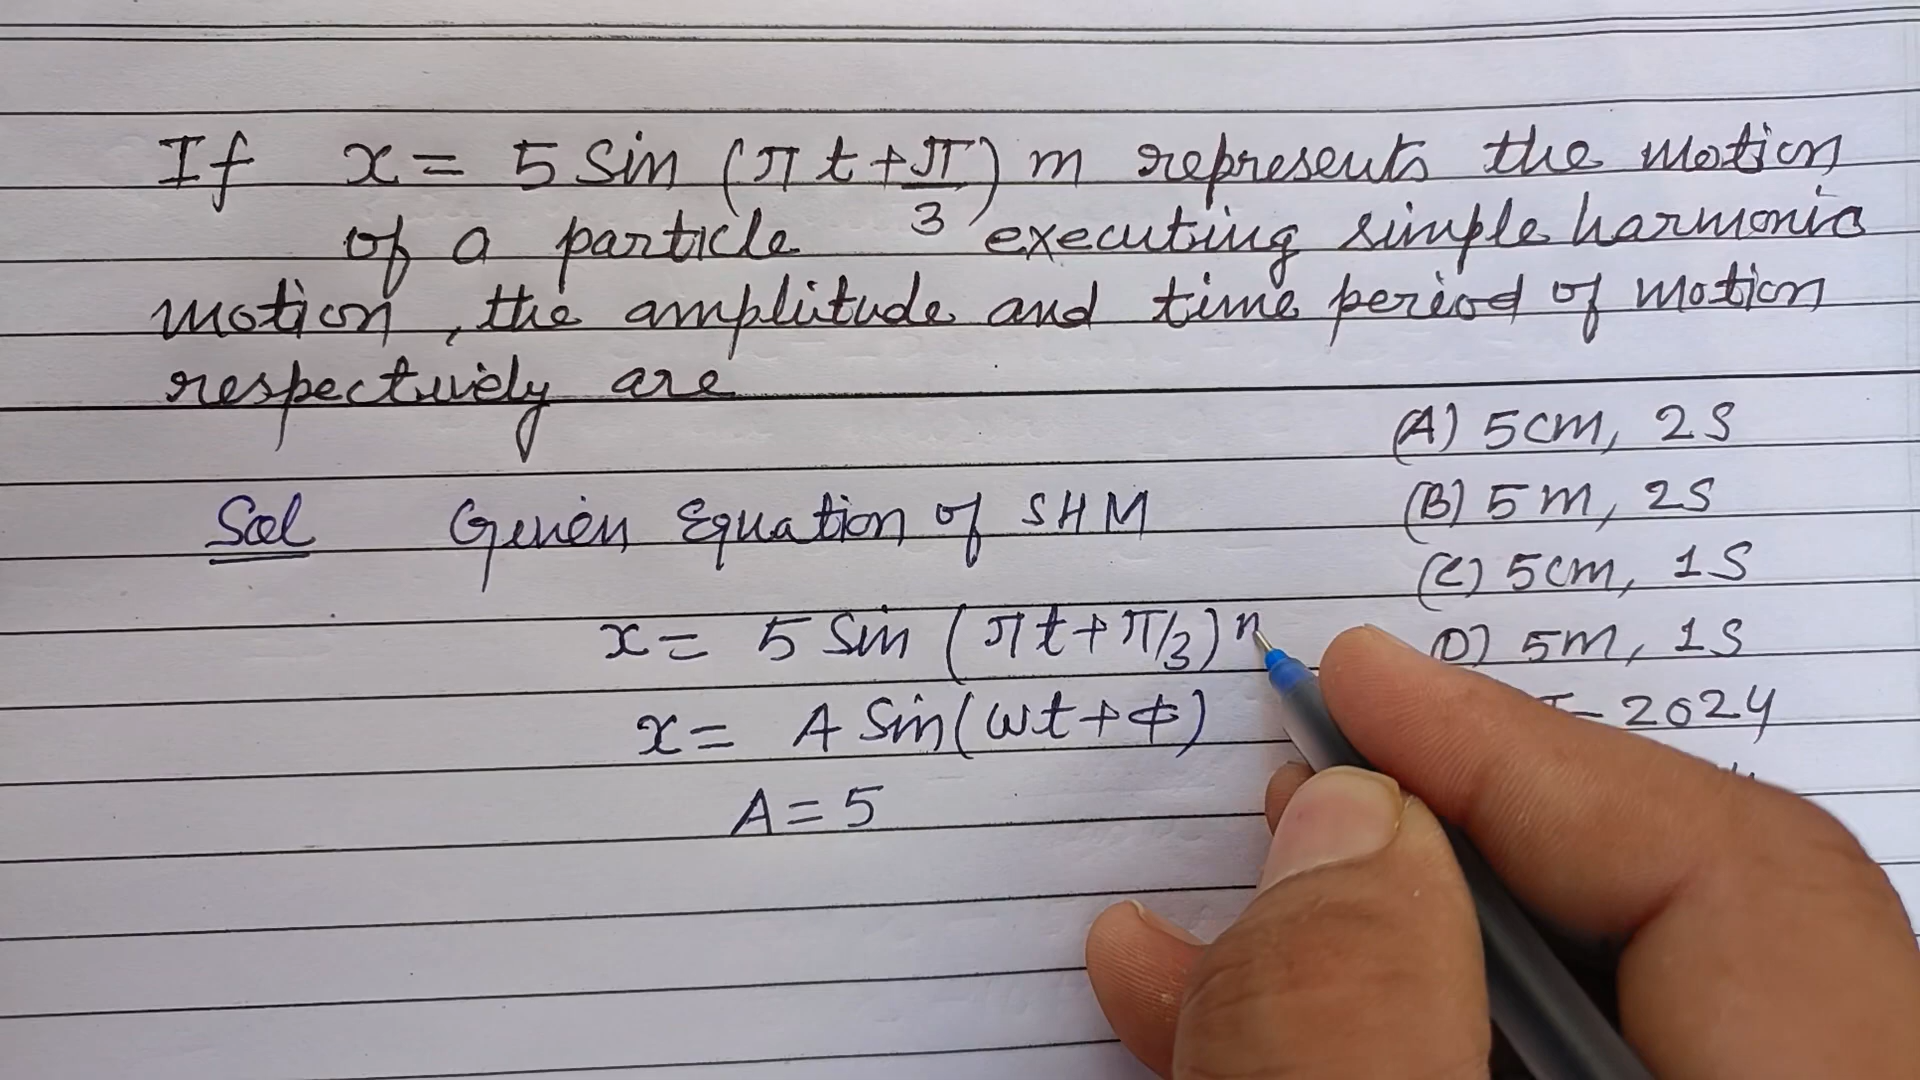 If x = 5 Sin (π t + π/3) m represents the motion
of a particle executing simple harmonic
motion, the amplitude and time period of motion
respectively are
(A) 5cm, 2S
(B) 5m, 2S
(C) 5cm, 1S
(D) 5m, 1S
- 2024
Sol Given Equation of SHM
x = 5 Sin (πt + π/3)
x = A Sin(ωt + ϕ)
A = 5